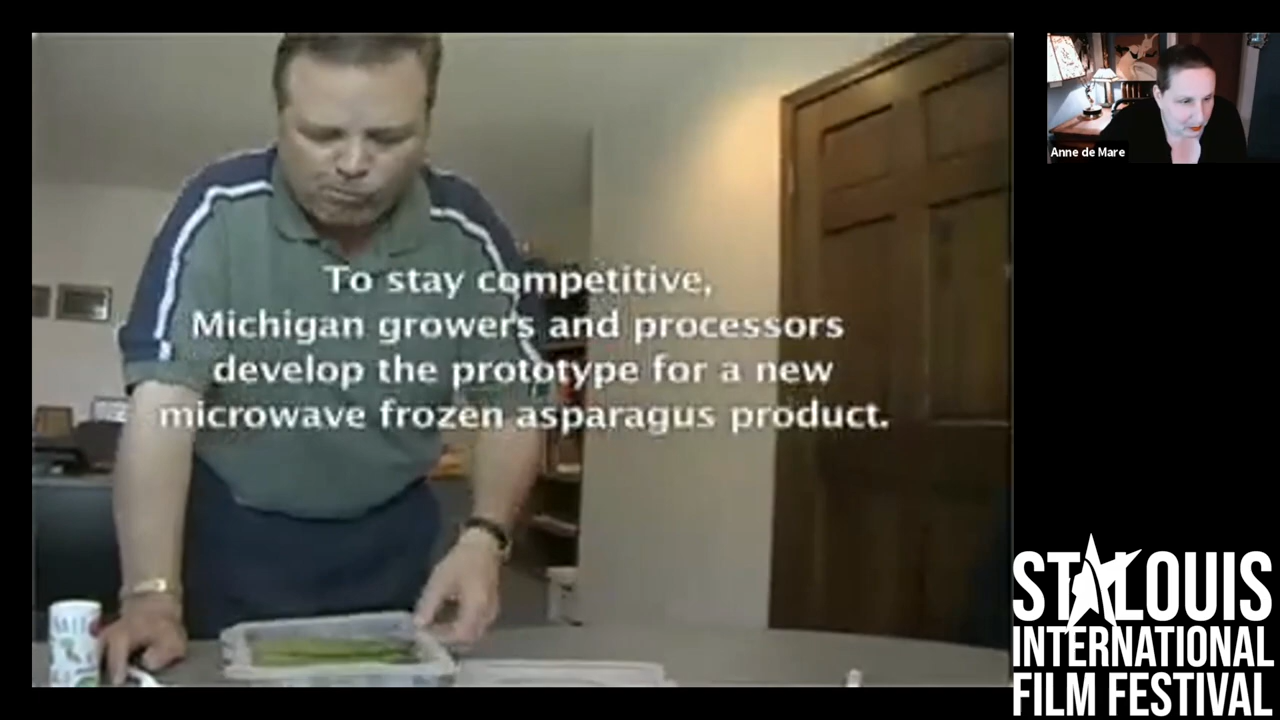 To stay competitive,
Michigan growers and processors
develop the prototype for a new
microwave frozen asparagus product.
Anne de Mare
ST. LOUIS
INTERNATIONAL
FILM FESTIVAL